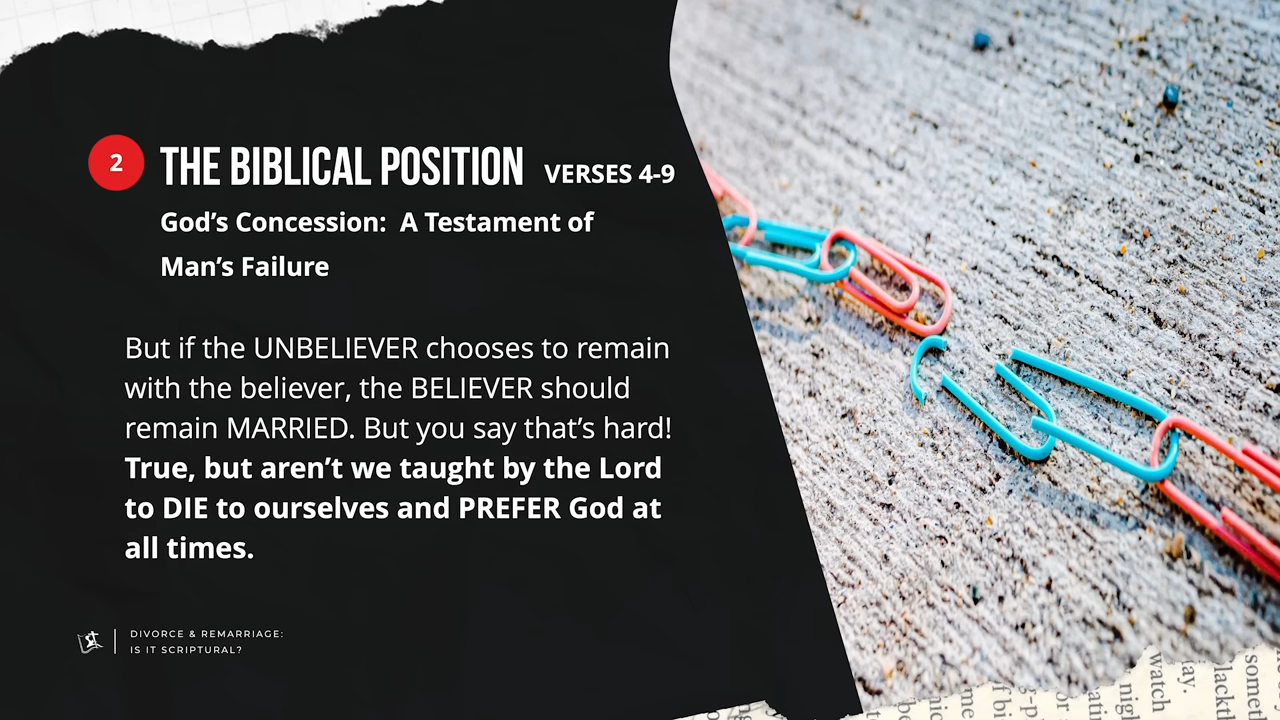 2
THE BIBLICAL POSITION VERSES 4-9
God’s Concession:  A Testament of
Man’s Failure
But if the UNBELIEVER chooses to remain
with the believer, the BELIEVER should
remain MARRIED. But you say that’s hard!
True, but aren’t we taught by the Lord
to DIE to ourselves and PREFER God at
all times.
DIVORCE & REMARRIAGE:
IS IT SCRIPTURAL?
watch
night